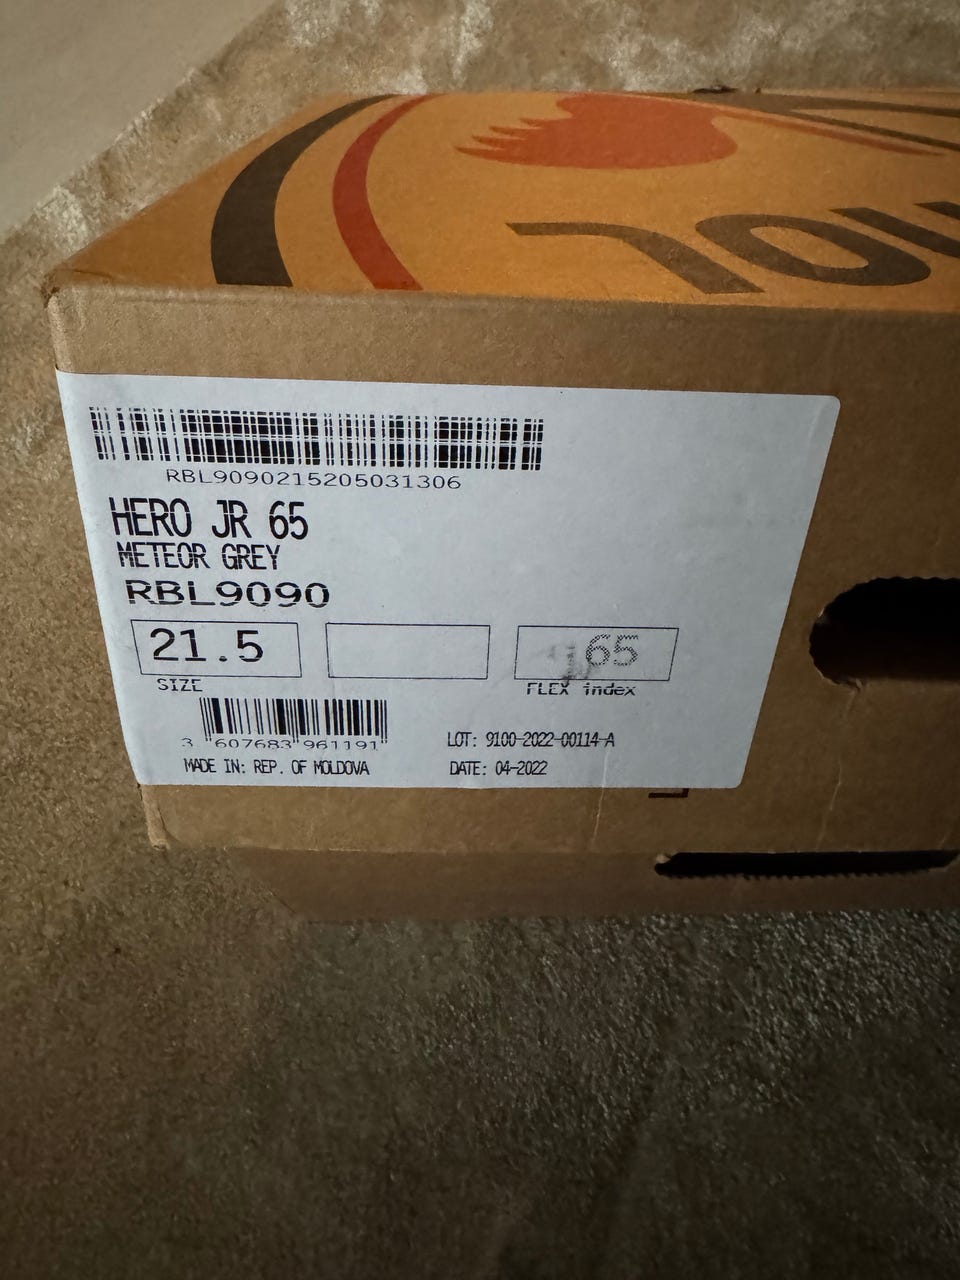 RBL9090215205031306
HERO JR 65
METEOR GREY
RBL9090
21.5
65
SIZE
FLEX index
3 "607683"961191"
LOT: 9100-2022-00114-A
MADE IN: REP. OF MOLDOVA
DATE: 04-2022